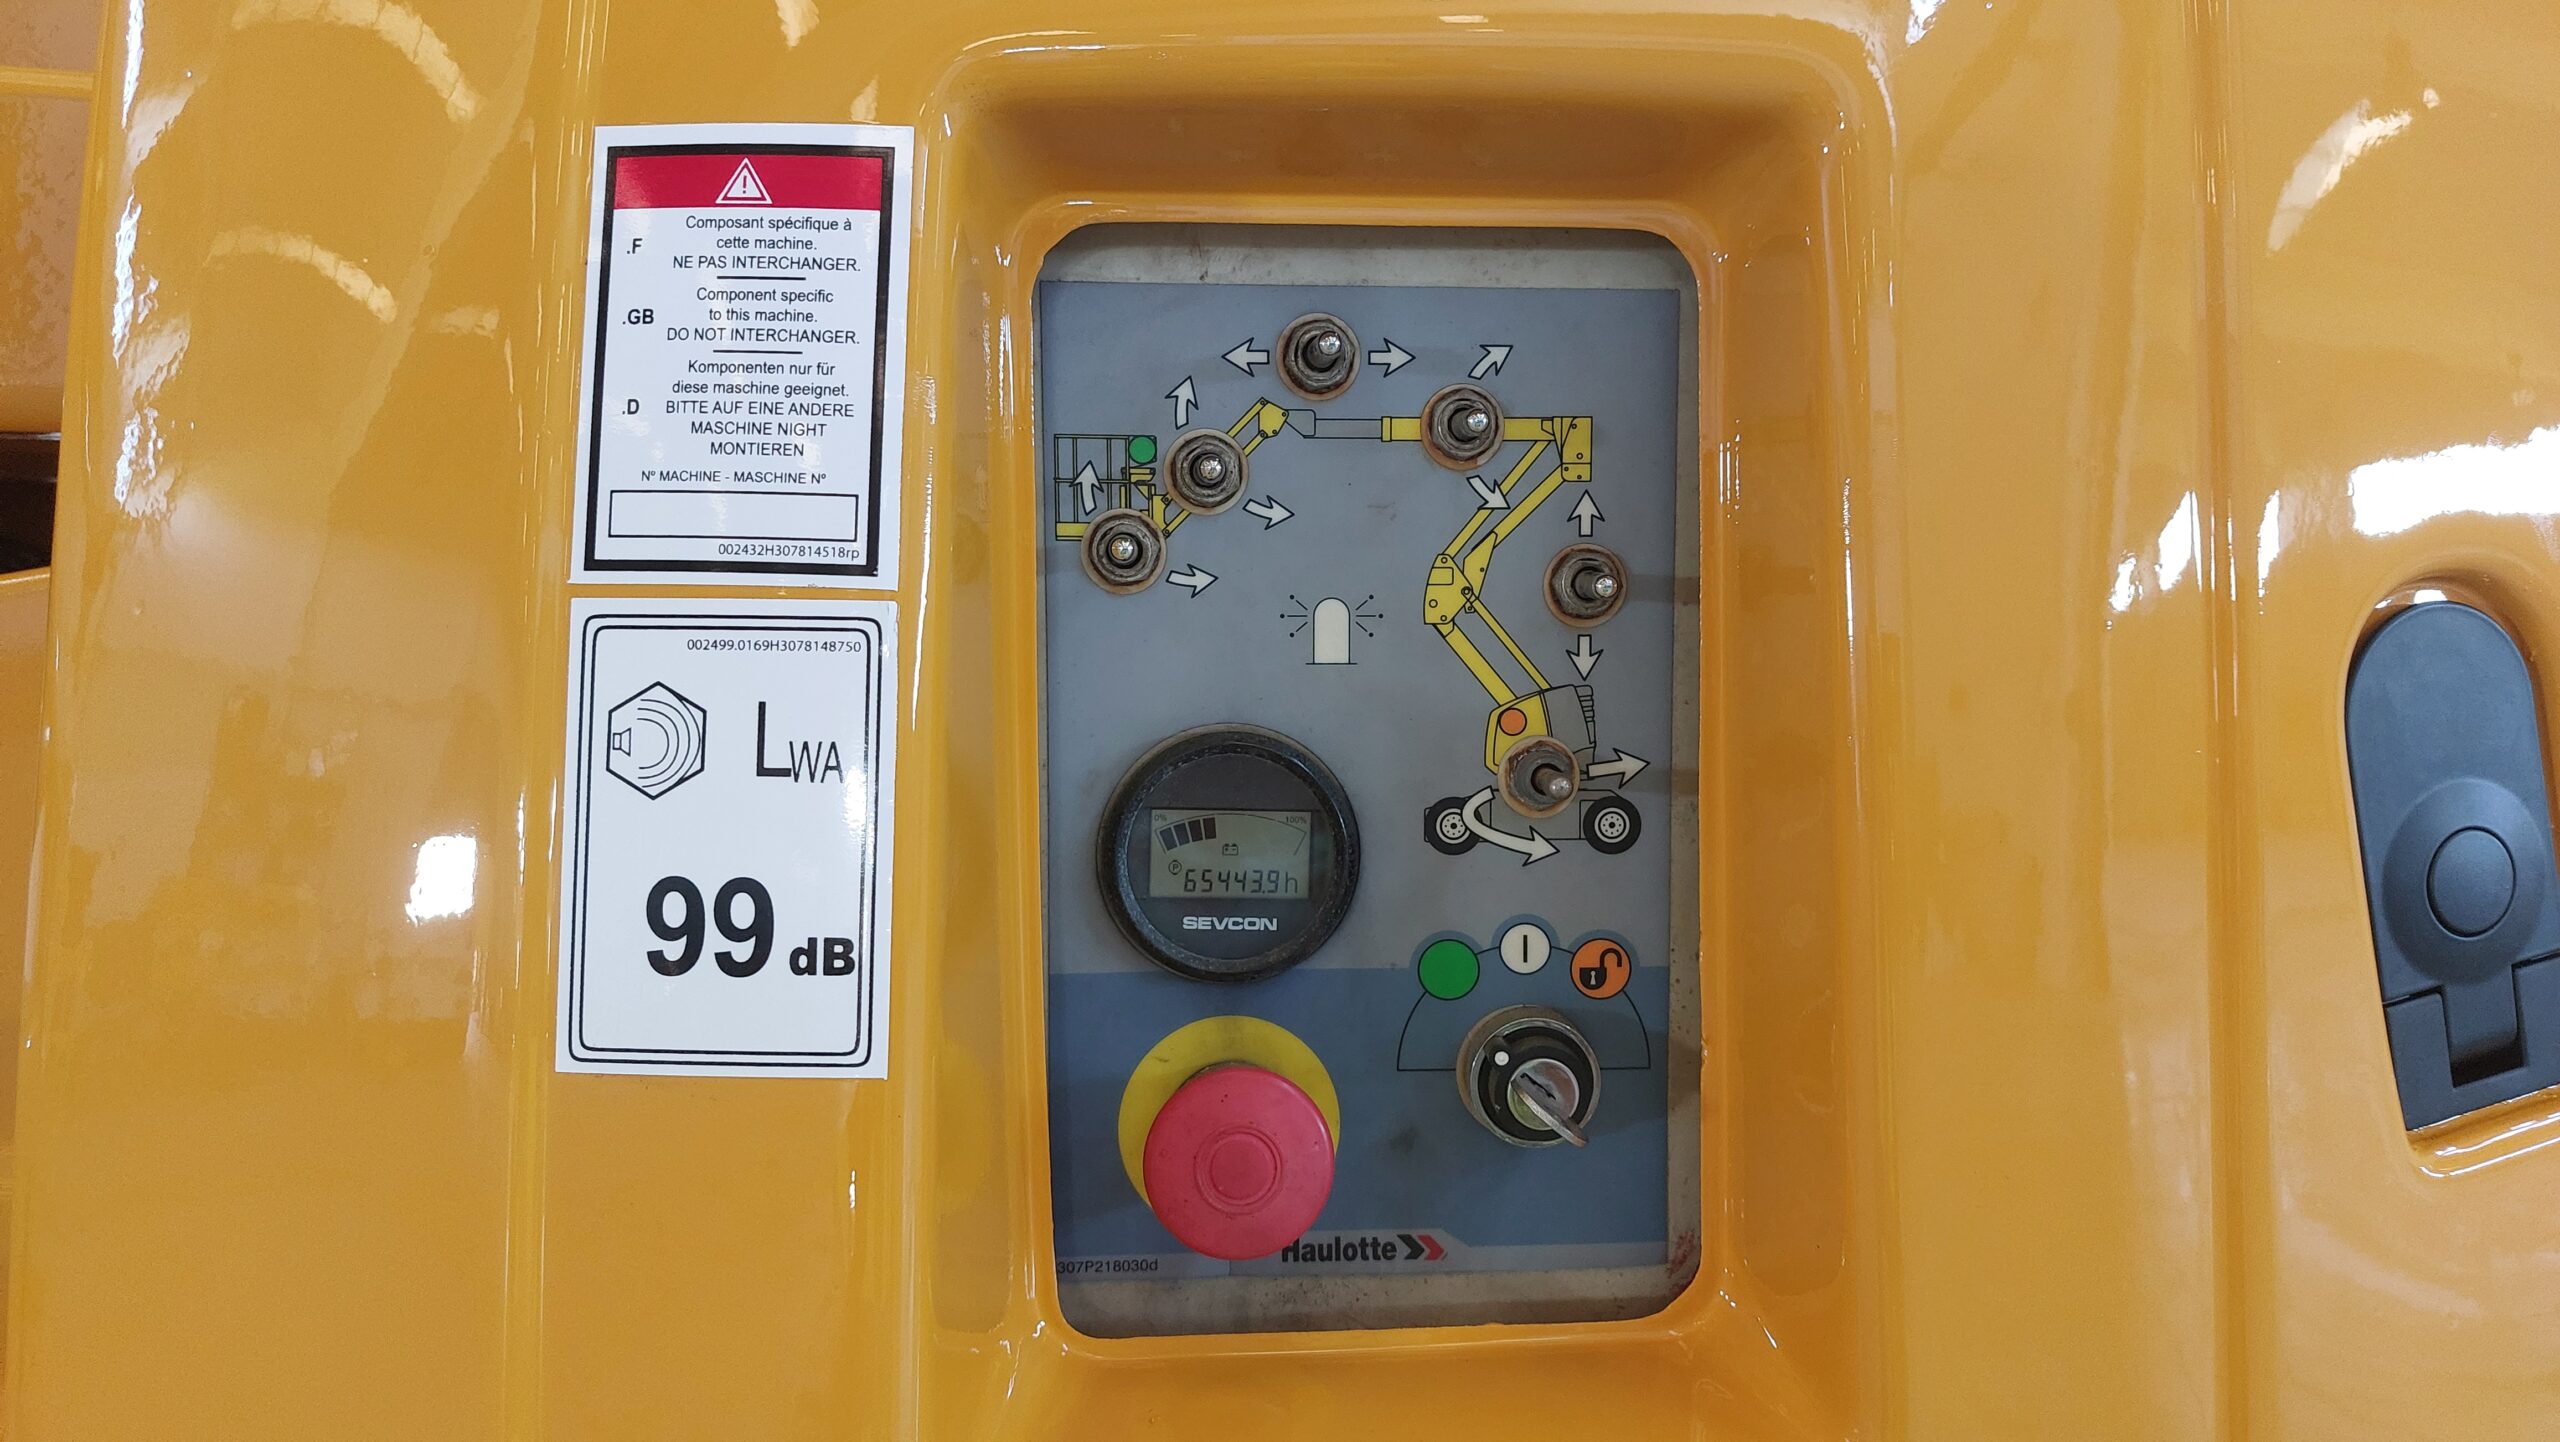 Composant spécifique à
.F cette machine.
NE PAS INTERCHANGER.
Component specific
.GB to this machine.
DO NOT INTERCHANGER.
Komponenten nur für
diese maschine geeignet.
.D BITTE AUF EINE ANDERE
MASCHINE NIGHT
MONTIEREN
Nº MACHINE - MASCHINE Nº
002432H307814518rp
002499.0169H3078148750
LWA
99 dB
0% 100%
P
65443.9h
SEVCON
I
Haulotte
307P218030d